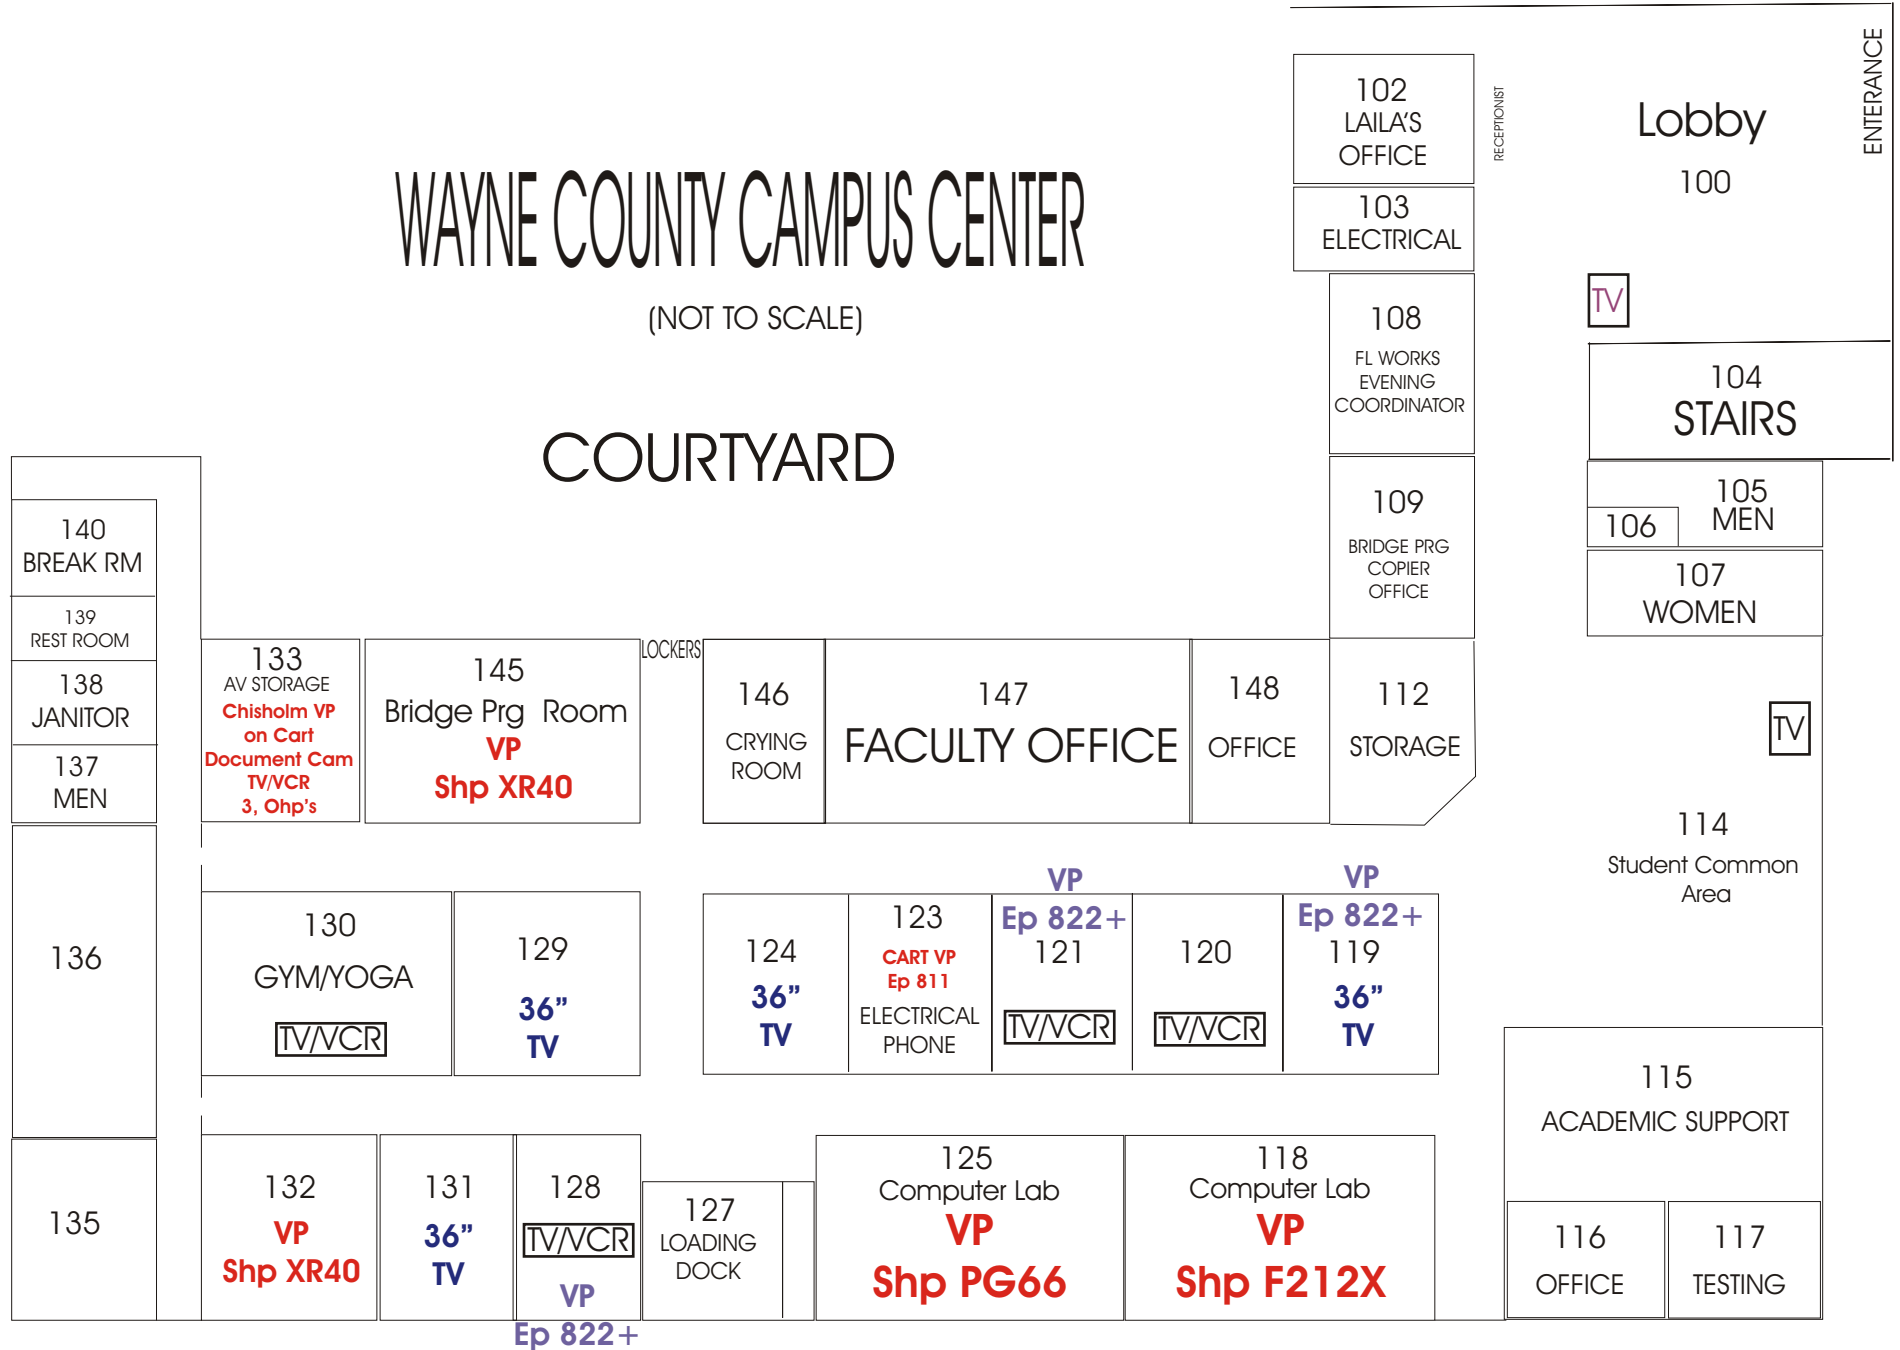 WAYNE COUNTY CAMPUS CENTER
(NOT TO SCALE)
COURTYARD
102
LAILA'S
OFFICE
RECEPTIONIST
Lobby
100
ENTERANCE
103
ELECTRICAL
TV
108
FL WORKS
EVENING
COORDINATOR
104
STAIRS
109
BRIDGE PRG
COPIER
OFFICE
105
MEN
106
107
WOMEN
140
BREAK RM
139
REST ROOM
138
JANITOR
137
MEN
136
135
133
AV STORAGE
Chisholm VP
on Cart
Document Cam
TV/VCR
3, Ohp's
145
Bridge Prg Room
VP
Shp XR40
LOCKERS
146
CRYING
ROOM
147
FACULTY OFFICE
148
OFFICE
112
STORAGE
TV
114
Student Common
Area
130
GYM/YOGA
TV/VCR
129
36”
TV
124
36”
TV
123
CART VP
Ep 811
ELECTRICAL
PHONE
VP
Ep 822+
121
TV/VCR
120
TV/VCR
VP
Ep 822+
119
36”
TV
115
ACADEMIC SUPPORT
132
VP
Shp XR40
131
36”
TV
128
TV/VCR
VP
Ep 822+
127
LOADING
DOCK
125
Computer Lab
VP
Shp PG66
118
Computer Lab
VP
Shp F212X
116
OFFICE
117
TESTING